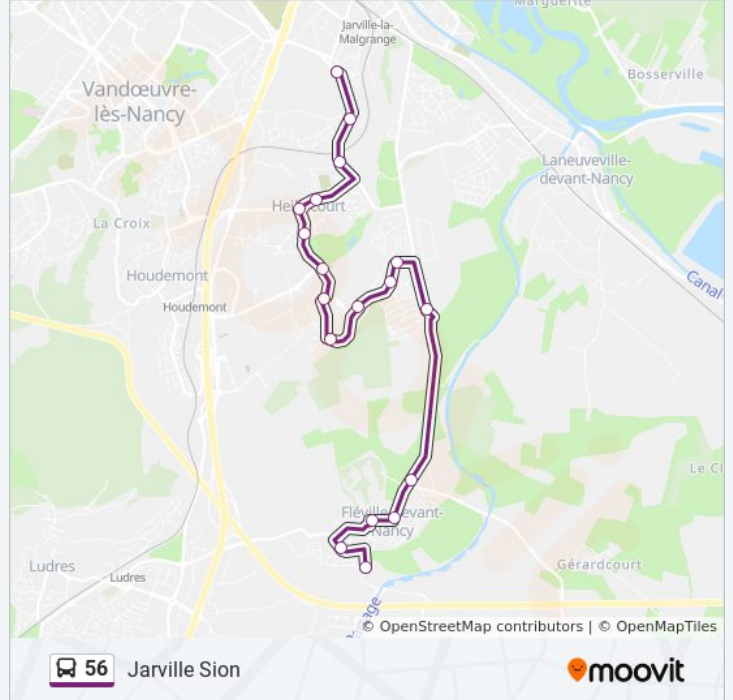 Marguerite
Jarville-la-
Malgrange
Bosserville
Vandœuvre-
lès-Nancy
Laneuveville-
devant-Nancy
Heillecourt
La Croix
Houdemont
Canal
Houdemont
Le Cl
Fléville-devant-
Nancy
Gérardcourt
Ludres
Ludres
© OpenStreetMap contributors | © OpenMapTiles
56 Jarville Sion
moovit